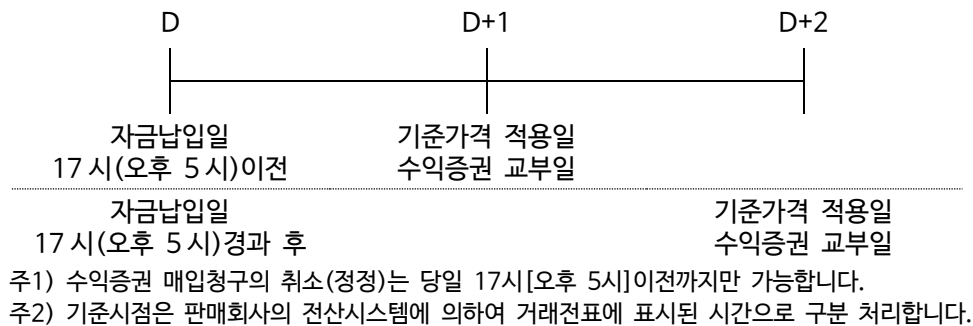 D D+1 D+2
자금납입일 기준가격 적용일
17 시(오후 5 시)이전 수익증권 교부일
자금납입일 기준가격 적용일
17 시(오후 5 시)경과 후 수익증권 교부일
주1) 수익증권 매입청구의 취소(정정)는 당일 17시[오후 5시]이전까지만 가능합니다.
주2) 기준시점은 판매회사의 전산시스템에 의하여 거래전표에 표시된 시간으로 구분 처리합니다.